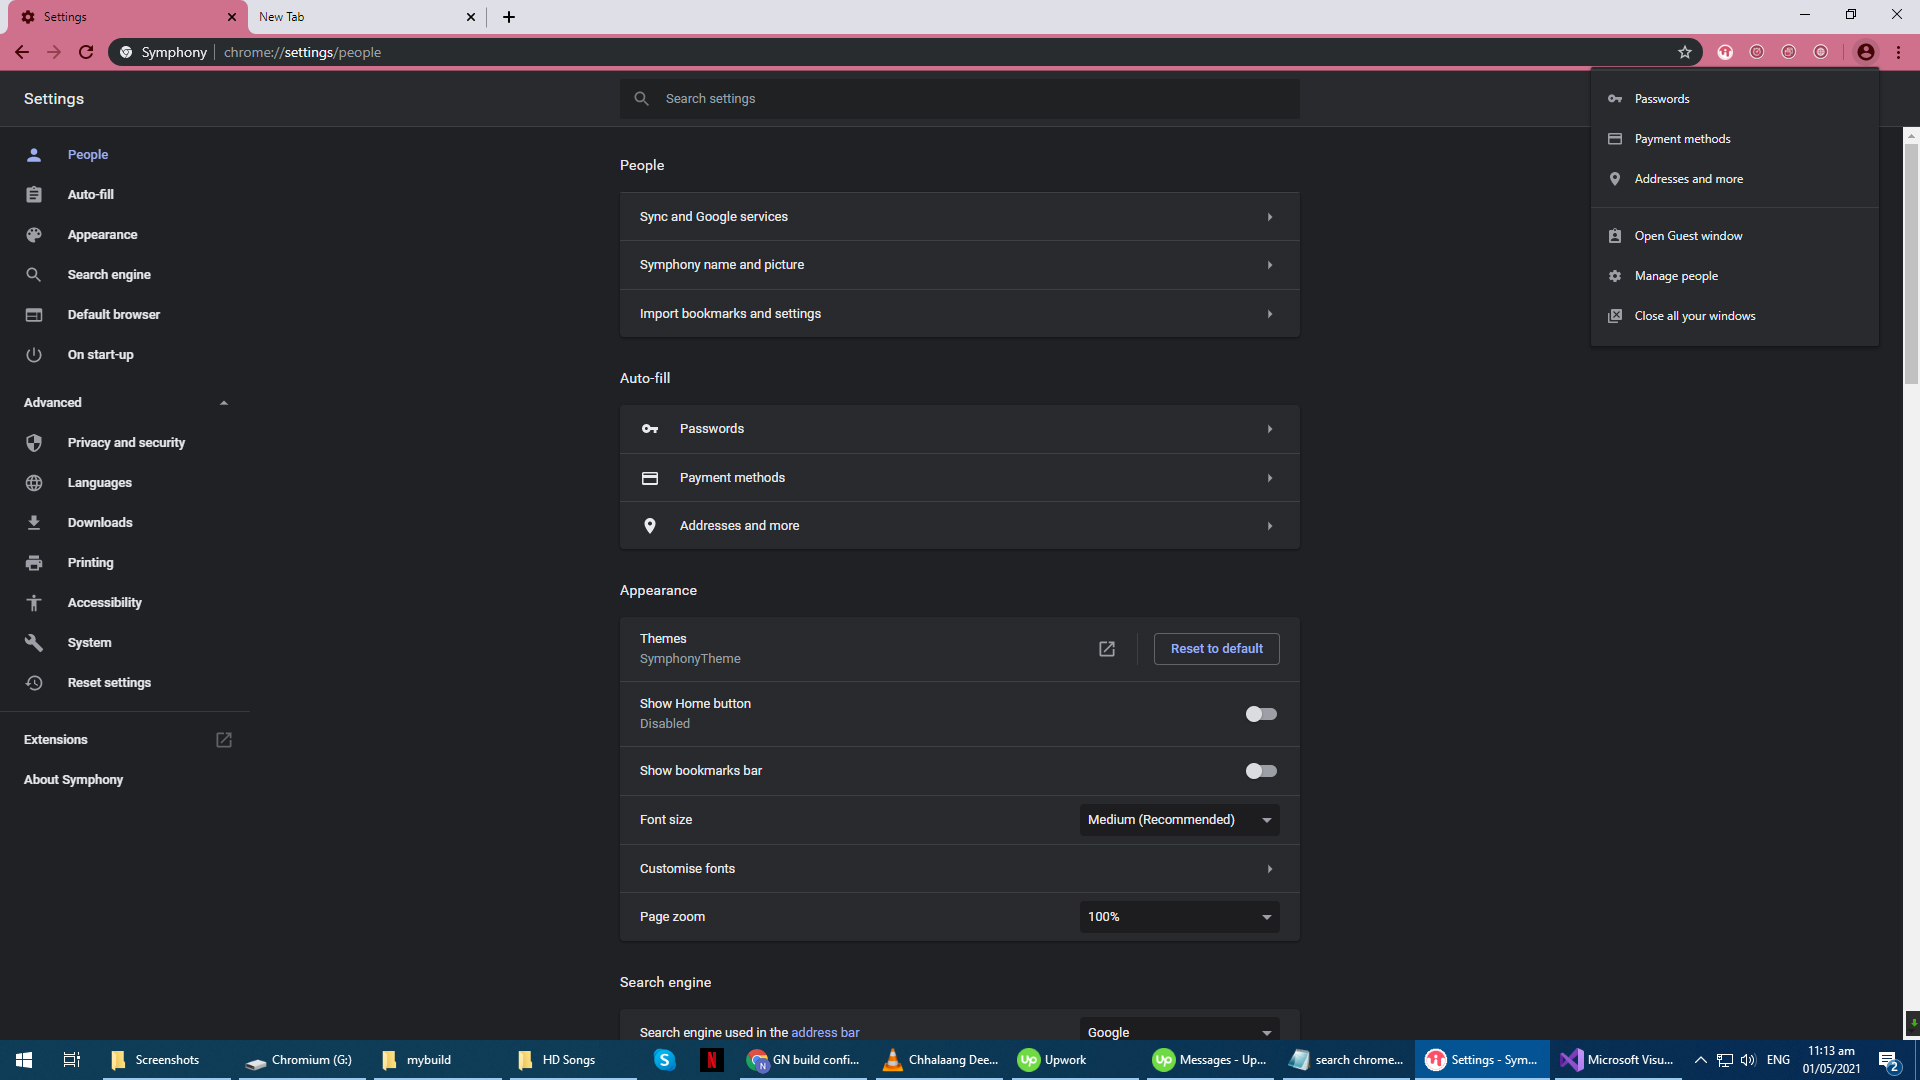 Settings
New Tab
Symphony
chrome://settings/people
Settings
Search settings
People
Auto-fill
Appearance
Search engine
Default browser
On start-up
Advanced
Privacy and security
Languages
Downloads
Printing
Accessibility
System
Reset settings
Extensions
About Symphony
People
Sync and Google services
Symphony name and picture
Import bookmarks and settings
Auto-fill
Passwords
Payment methods
Addresses and more
Appearance
Themes
SymphonyTheme
Reset to default
Show Home button
Disabled
Show bookmarks bar
Font size
Medium (Recommended)
Customise fonts
Page zoom
100%
Search engine
Search engine used in the address bar
Google
Passwords
Payment methods
Addresses and more
Open Guest window
Manage people
Close all your windows
Screenshots
Chromium (G:)
mybuild
HD Songs
S
N
N
GN build confi...
Chhalaang Dee...
Up
Upwork
Up
Messages - Up...
search chrome...
Settings - Sym...
Microsoft Visu...
ENG
11:13 am
01/05/2021
2